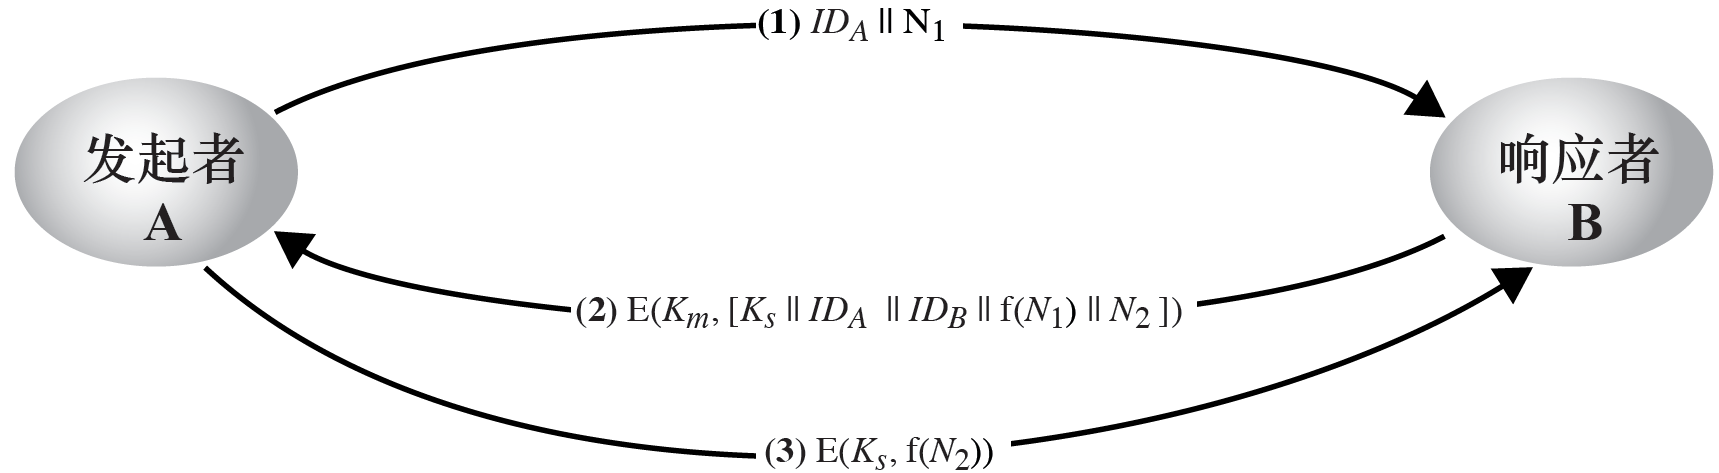 (1) ID_A || N_1
发起者
A
响应者
B
(2) E(K_m, [K_s || ID_A || ID_B || f(N_1) || N_2 ])
(3) E(K_s, f(N_2))